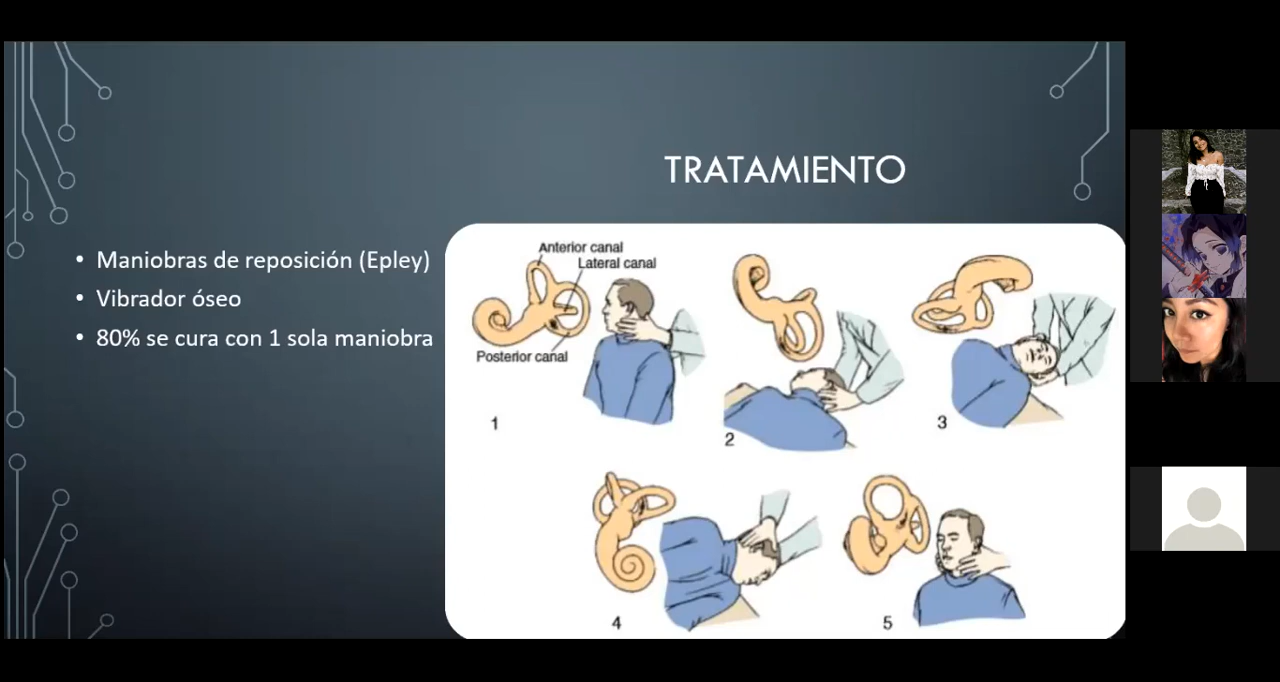 TRATAMIENTO
• Maniobras de reposición (Epley)
• Vibrador óseo
• 80% se cura con 1 sola maniobra
Anterior canal
Lateral canal
Posterior canal
1
2
3
4
5